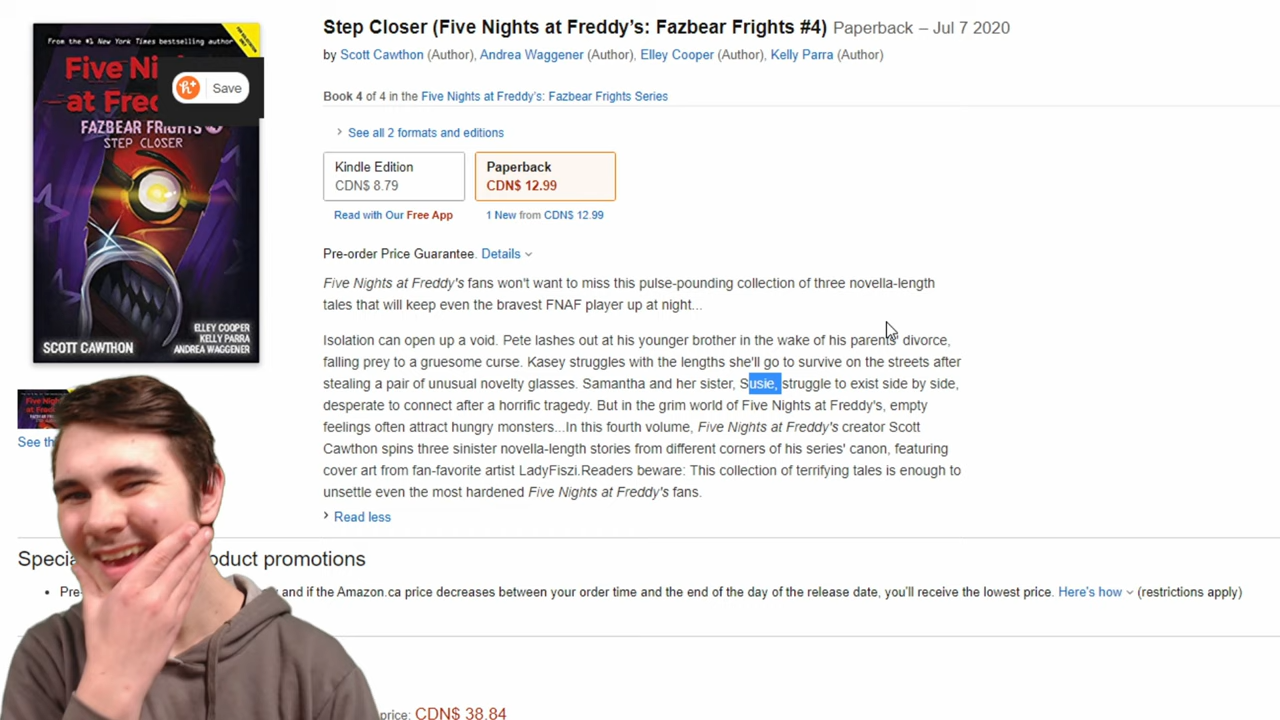 Step Closer (Five Nights at Freddy's: Fazbear Frights #4) Paperback – Jul 7 2020
by Scott Cawthon (Author), Andrea Waggener (Author), Elley Cooper (Author), Kelly Parra (Author)
Book 4 of 4 in the Five Nights at Freddy's: Fazbear Frights Series
See all 2 formats and editions
Kindle Edition
CDN$ 8.79
Paperback
CDN$ 12.99
Read with Our Free App
1 New from CDN$ 12.99
Pre-order Price Guarantee. Details
Five Nights at Freddy's fans won't want to miss this pulse-pounding collection of three novella-length
tales that will keep even the bravest FNAF player up at night...
Isolation can open up a void. Pete lashes out at his younger brother in the wake of his parents' divorce,
falling prey to a gruesome curse. Kasey struggles with the lengths she'll go to survive on the streets after
stealing a pair of unusual novelty glasses. Samantha and her sister, Susie, struggle to exist side by side,
desperate to connect after a horrific tragedy. But in the grim world of Five Nights at Freddy's, empty
feelings often attract hungry monsters...In this fourth volume, Five Nights at Freddy's creator Scott
Cawthon spins three sinister novella-length stories from different corners of his series' canon, featuring
cover art from fan-favorite artist LadyFiszi.Readers beware: This collection of terrifying tales is enough to
unsettle even the most hardened Five Nights at Freddy's fans.
Read less
From the #1 New York Times bestselling author
Five Ni
at Fre
Save
FAZBEAR FRIGHTS
STEP CLOSER
SCOTT CAWTHON
ELLEY COOPER
KELLY PARRA
ANDREA WAGGENER
See th
Specia oduct promotions
Pre- and if the Amazon.ca price decreases between your order time and the end of the day of the release date, you'll receive the lowest price. Here's how (restrictions apply)
price: CDN$ 38.84